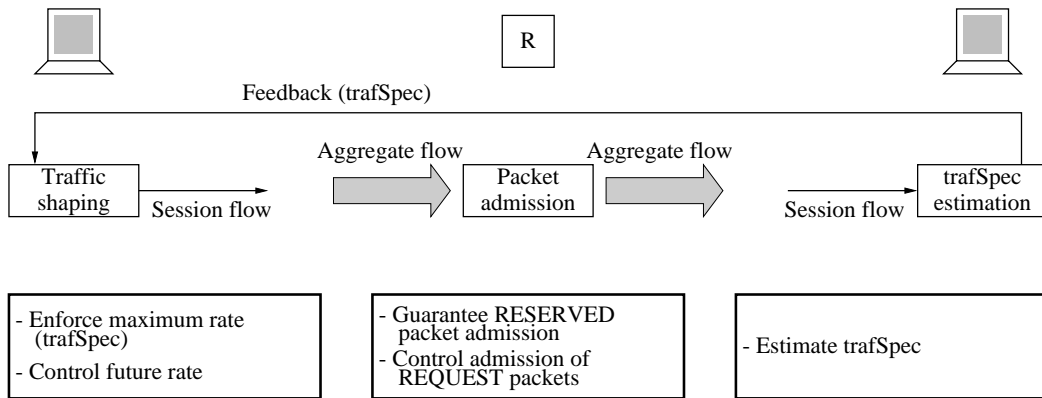 R
Feedback (trafSpec)
Aggregate flow
Aggregate flow
Traffic
shaping
Session flow
Packet
admission
Session flow
trafSpec
estimation
- Enforce maximum rate
(trafSpec)
- Control future rate
- Guarantee RESERVED
packet admission
- Control admission of
REQUEST packets
- Estimate trafSpec